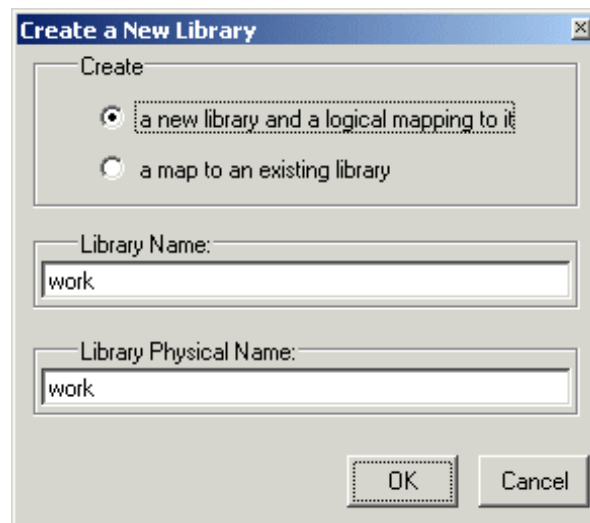 Create a New Library
Create
a new library and a logical mapping to it
a map to an existing library
Library Name:
work
Library Physical Name:
work
OK Cancel